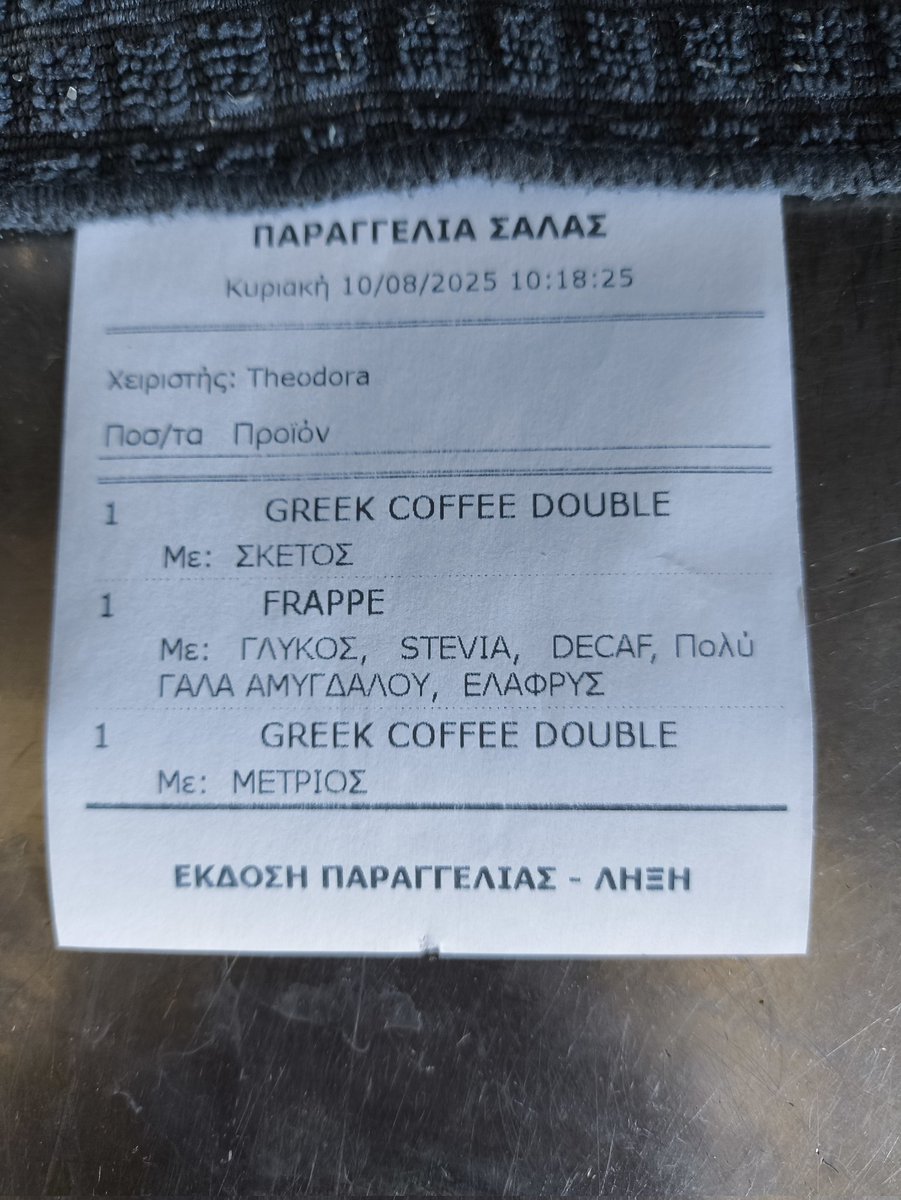 ΠΑΡΑΓΓΕΛΙΑ ΣΑΛΑΣ
Κυριακή 10/08/2025 10:18:25
Χειριστής: Theodora
Ποσ/τα Προϊόν
1 GREEK COFFEE DOUBLE
Με: ΣΚΕΤΟΣ
1 FRAPPE
Με: ΓΛΥΚΟΣ, STEVIA, DECAF, Πολύ
ΓΑΛΑ ΑΜΥΓΔΑΛΟΥ, ΕΛΑΦΡΥΣ
1 GREEK COFFEE DOUBLE
Με: ΜΕΤΡΙΟΣ
ΕΚΔΟΣΗ ΠΑΡΑΓΓΕΛΙΑΣ - ΛΗΞΗ